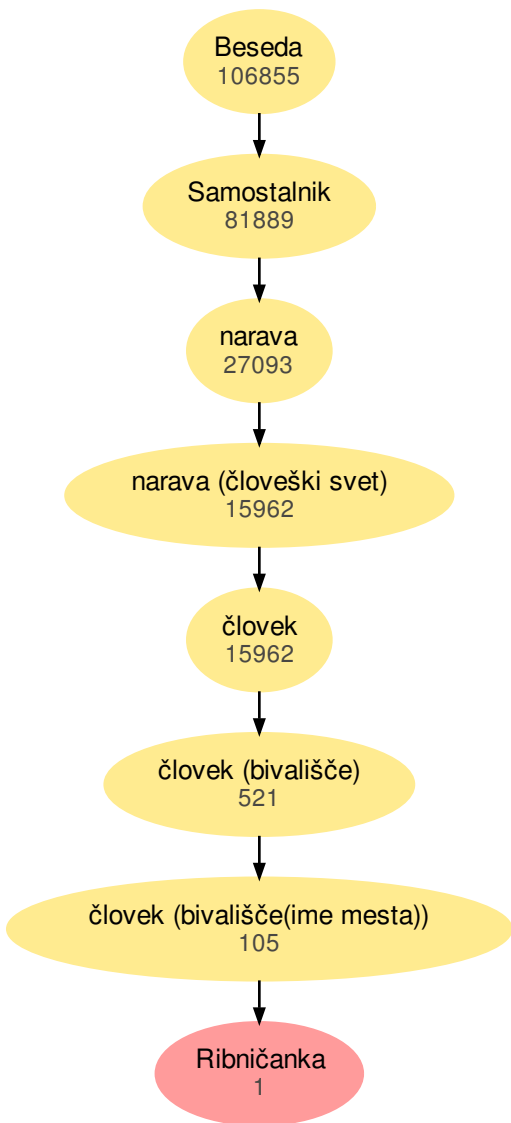 Beseda
106855
Samostalnik
81889
narava
27093
narava (človeški svet)
15962
človek
15962
človek (bivališče)
521
človek (bivališče(ime mesta))
105
Ribničanka
1